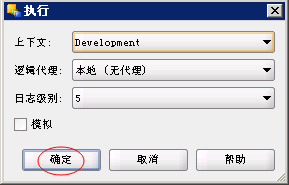 执行
上下文: Development
逻辑代理: 本地 (无代理)
日志级别: 5
模拟
确定 取消 帮助